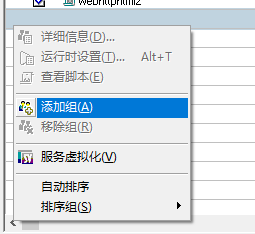 详细信息(D)...
运行时设置(T)... Alt+T
查看脚本(E)
添加组(A)
移除组(R)
服务虚拟化(V)
自动排序
排序组(S)